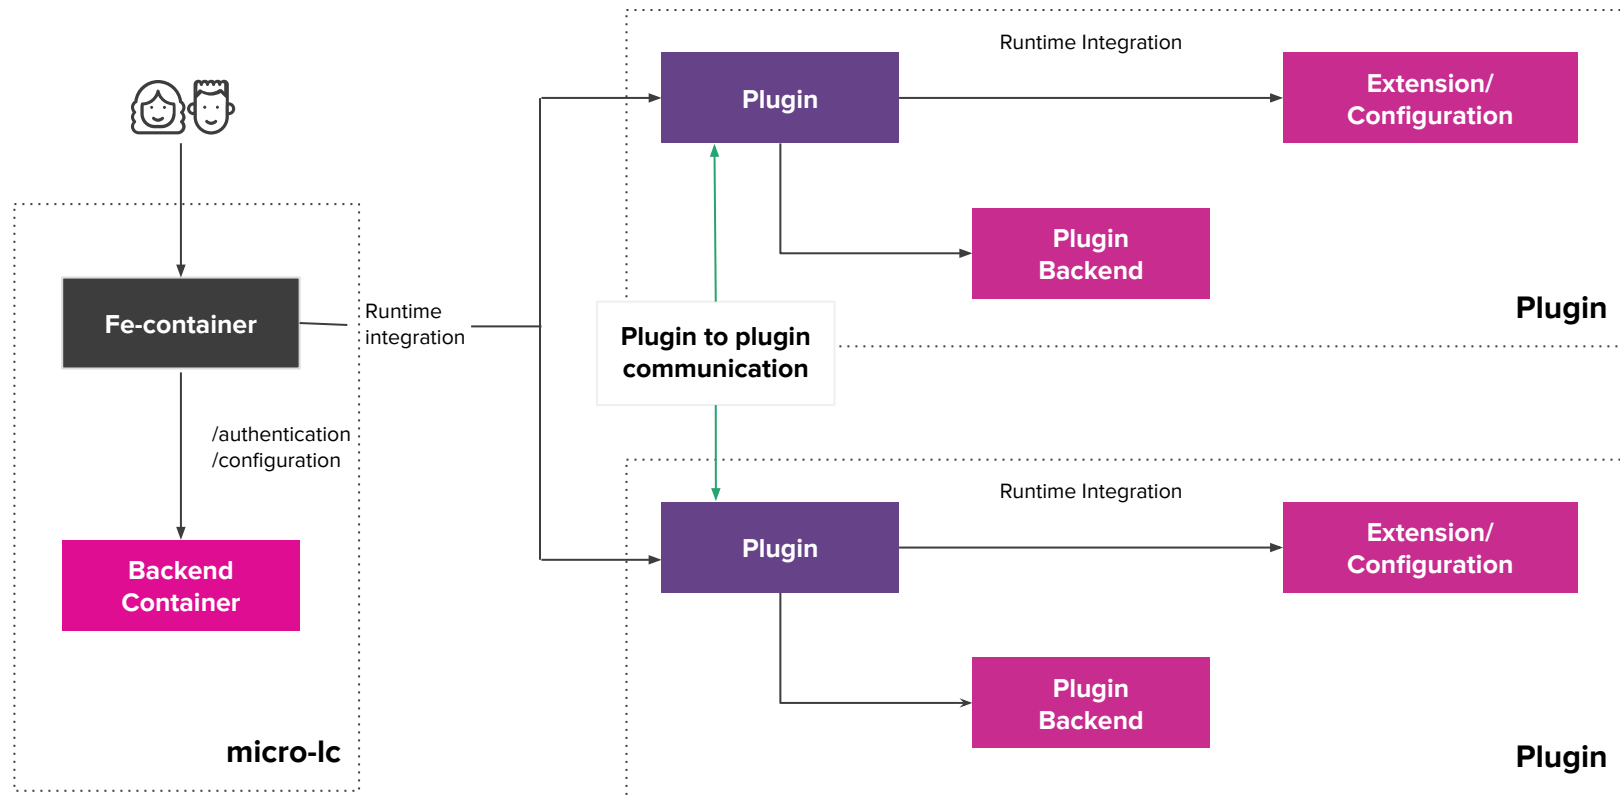 Runtime Integration
Plugin
Extension/
Configuration
Plugin
Backend
Plugin
Fe-container
Runtime
integration
Plugin to plugin
communication
/authentication
/configuration
Backend
Container
micro-lc
Runtime Integration
Plugin
Extension/
Configuration
Plugin
Backend
Plugin